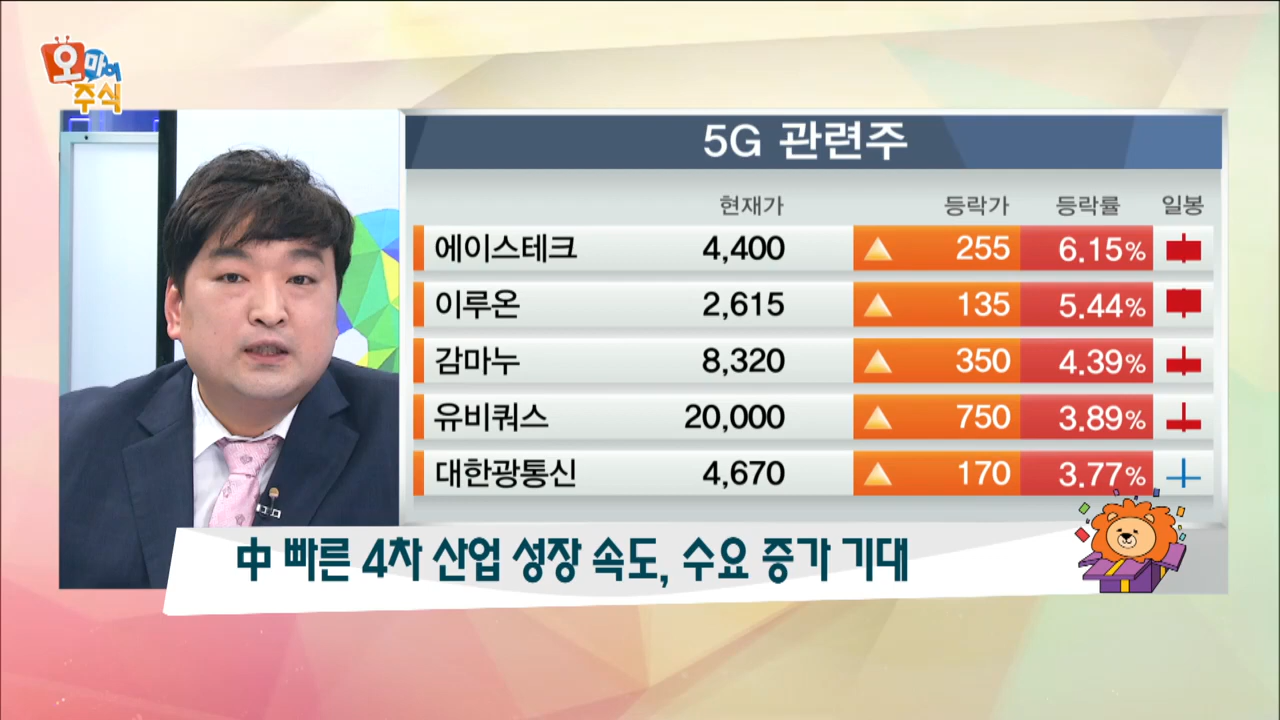 오마이
주식
5G 관련주
현재가 등락가 등락률 일봉
에이스테크 4,400 255 6.15%
이루온 2,615 135 5.44%
감마누 8,320 350 4.39%
유비쿼스 20,000 750 3.89%
대한광통신 4,670 170 3.77%
中 빠른 4차 산업 성장 속도, 수요 증가 기대